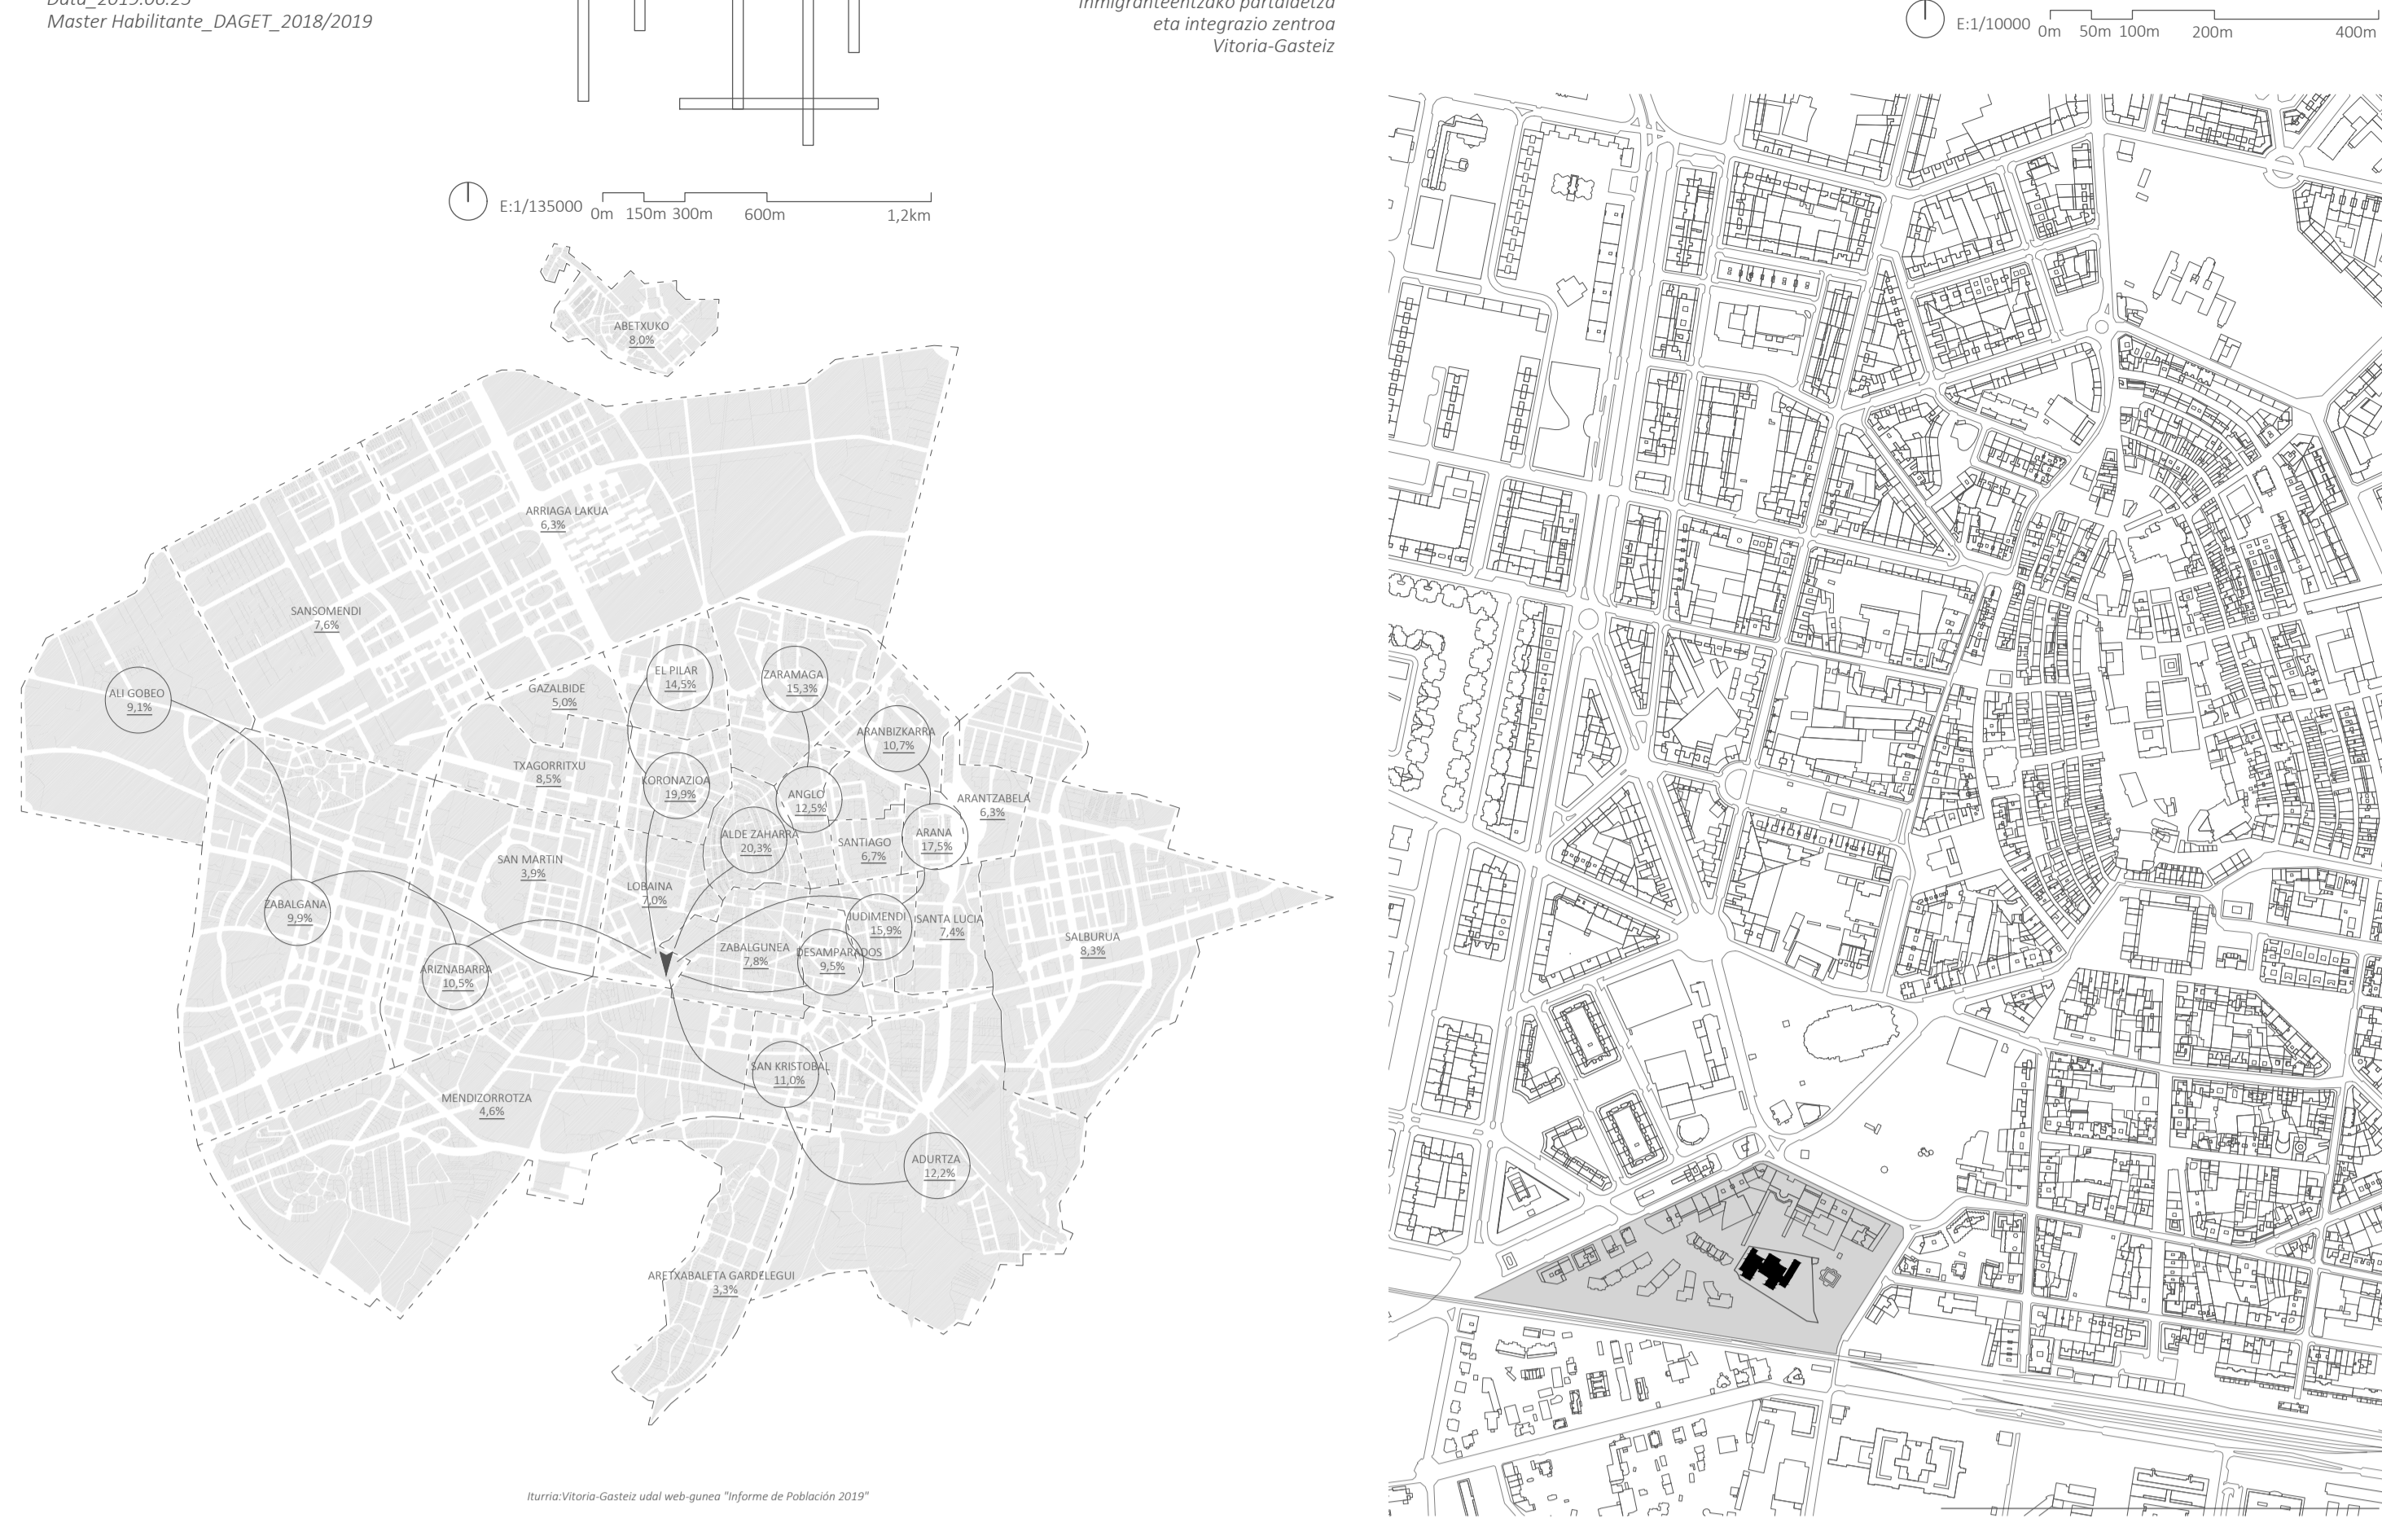 Master Habilitante_DAGET_2018/2019
Inmigranteentzako partaidetza
eta integrazio zentroa
Vitoria-Gasteiz
E:1/10000 0m 50m 100m 200m 400m
E:1/135000 0m 150m 300m 600m 1,2km
ABETXUKO
8,0%
ARRIAGA LAKUA
6,3%
SANSOMENDI
7,6%
ALI GOBEO
9,1%
GAZALBIDE
5,0%
EL PILAR
14,5%
ZARAMAGA
15,3%
ARANBIZKARRA
10,7%
TXAGORRITXU
8,5%
KORONAZIOA
19,9%
ANGLO
12,5%
ARANTZABELA
6,3%
ALDE ZAHARRA
20,3%
SANTIAGO
6,7%
ARANA
17,5%
SAN MARTIN
3,9%
LOBAINA
7,0%
ZABALGANA
9,9%
JUDIMENDI
15,9%
SANTA LUCIA
7,4%
SALBURUA
8,3%
ZABALGUNEA
7,8%
DESAMPARADOS
9,5%
ARIZNABARRA
10,5%
SAN KRISTOBAL
11,0%
MENDIZORROTZA
4,6%
ADURTZA
12,2%
ARETXABALETA GARDELEGUI
3,3%
Iturria:Vitoria-Gasteiz udal web-gunea "Informe de Población 2019"